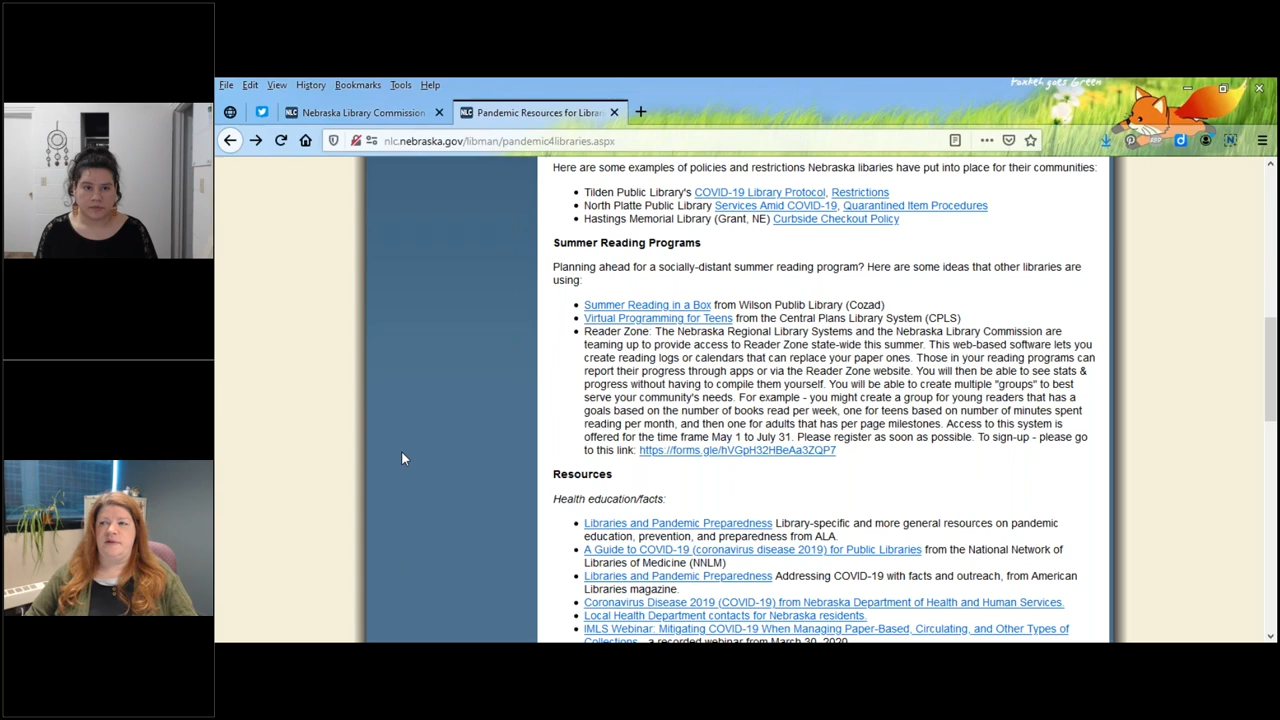 Foxkeh goes Green
File Edit View History Bookmarks Tools Help
NLC Nebraska Library Commission
NLC Pandemic Resources for Librar
nlc.nebraska.gov/libman/pandemic4libraries.aspx
Here are some examples of policies and restrictions Nebraska libaries have put into place for their communities:
Tilden Public Library's COVID-19 Library Protocol, Restrictions
North Platte Public Library Services Amid COVID-19, Quarantined Item Procedures
Hastings Memorial Library (Grant, NE) Curbside Checkout Policy
Summer Reading Programs
Planning ahead for a socially-distant summer reading program? Here are some ideas that other libraries are
using:
Summer Reading in a Box from Wilson Publib Library (Cozad)
Virtual Programming for Teens from the Central Plans Library System (CPLS)
Reader Zone: The Nebraska Regional Library Systems and the Nebraska Library Commission are
teaming up to provide access to Reader Zone state-wide this summer. This web-based software lets you
create reading logs or calendars that can replace your paper ones. Those in your reading programs can
report their progress through apps or via the Reader Zone website. You will then be able to see stats &
progress without having to compile them yourself. You will be able to create multiple "groups" to best
serve your community's needs. For example - you might create a group for young readers that has a
goals based on the number of books read per week, one for teens based on number of minutes spent
reading per month, and then one for adults that has per page milestones. Access to this system is
offered for the time frame May 1 to July 31. Please register as soon as possible. To sign-up - please go
to this link: https://forms.gle/hVGpH32HBeAa3ZQP7
Resources
Health education/facts:
Libraries and Pandemic Preparedness Library-specific and more general resources on pandemic
education, prevention, and preparedness from ALA.
A Guide to COVID-19 (coronavirus disease 2019) for Public Libraries from the National Network of
Libraries of Medicine (NNLM)
Libraries and Pandemic Preparedness Addressing COVID-19 with facts and outreach, from American
Libraries magazine.
Coronavirus Disease 2019 (COVID-19) from Nebraska Department of Health and Human Services.
Local Health Department contacts for Nebraska residents.
IMLS Webinar: Mitigating COVID-19 When Managing Paper-Based, Circulating, and Other Types of
Collections - a recorded webinar from March 30, 2020